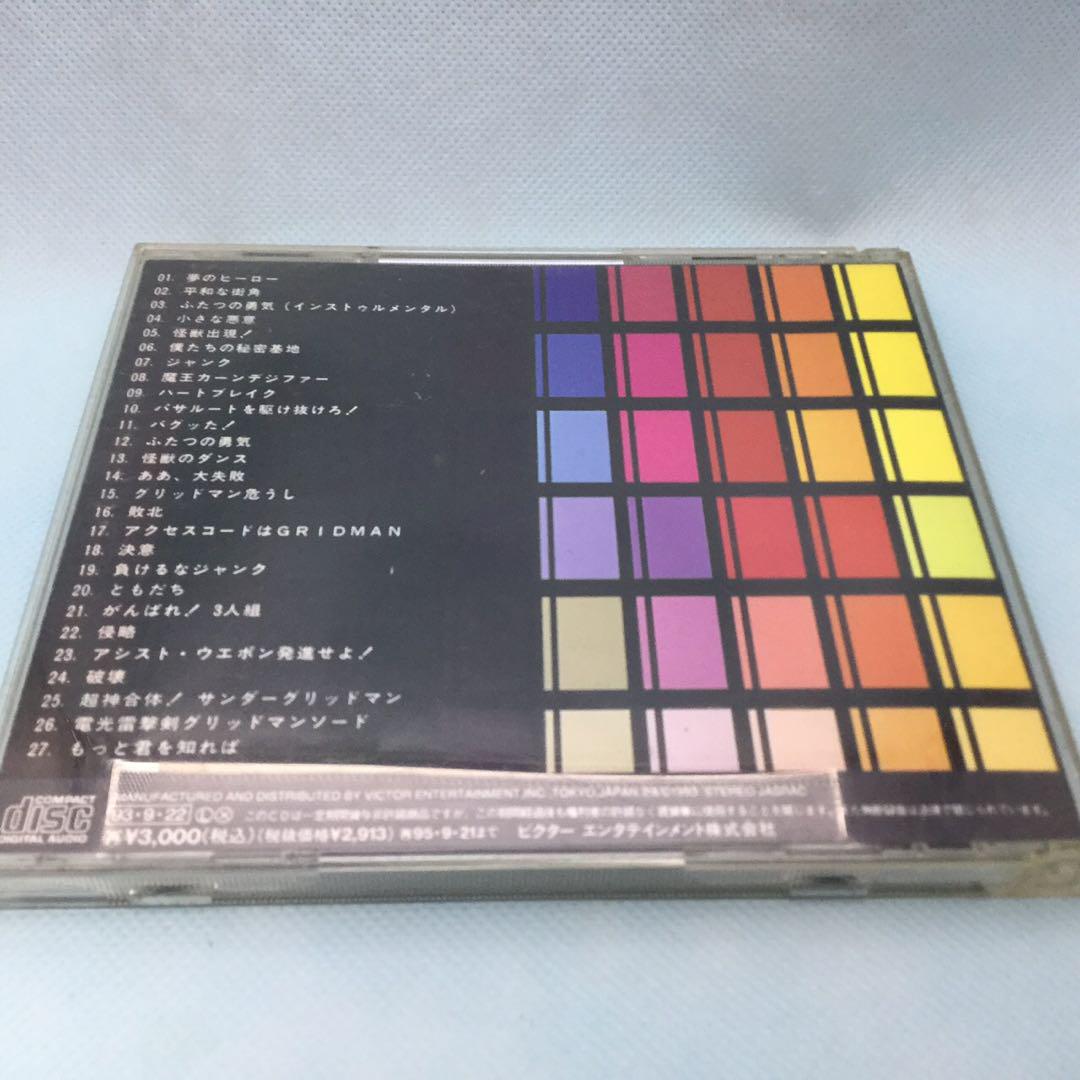 01. 夢のヒーロー
02. 平和な街角
03. ふたつの勇気(インストゥルメンタル)
04. 小さな悪意
05. 怪獣出現!
06. 僕たちの秘密基地
07. ジャンク
08. 魔王カーンデジファー
09. ハートブレイク
10. パサルートを駆け抜けろ!
11. バグッた!
12. ふたつの勇気
13. 怪獣のダンス
14. ああ、大失敗
15. グリッドマン危うし
16. 敗北
17. アクセスコードはGRIDMAN
18. 決意
19. 負けるなジャンク
20. ともだち
21. がんばれ! 3人組
22. 侵略
23. アシスト・ウエポン発進せよ!
24. 破壊
25. 超神合体! サンダーグリッドマン
26. 電光雷撃剣グリッドマンソード
27. もっと君を知れば
COMPACT
disc
DIGITAL AUDIO
MANUFACTURED AND DISTRIBUTED BY VICTOR ENTERTAINMENT, INC. TOKYO, JAPAN STEREO JASRAC
93・9・22
¥3,000(税込)(税抜価格¥2,913) 再95・9・21まで ビクター エンタテインメント株式会社